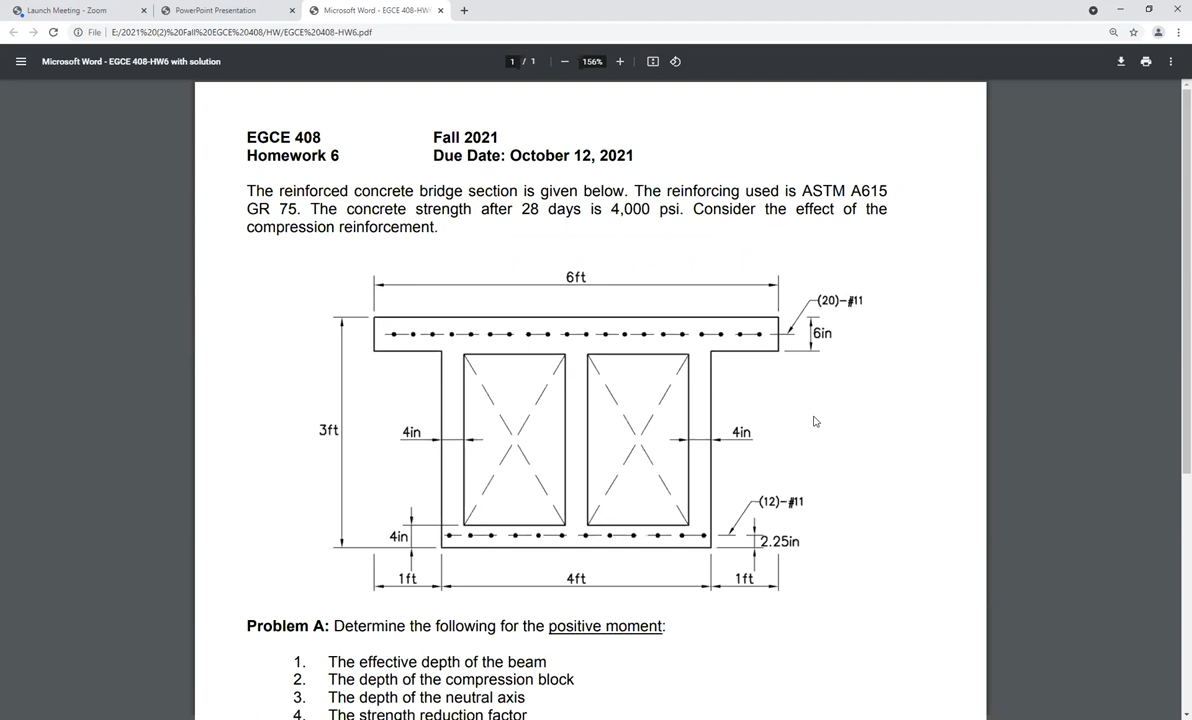 Launch Meeting - Zoom
PowerPoint Presentation
Microsoft Word - EGCE 408-HW
File
E:/2021%20(2)%20Fall%20EGCE%20408/HW/EGCE%20408-HW6.pdf
Microsoft Word - EGCE 408-HW6 with solution
1 / 1
156%
EGCE 408 Fall 2021
Homework 6 Due Date: October 12, 2021
The reinforced concrete bridge section is given below. The reinforcing used is ASTM A615
GR 75. The concrete strength after 28 days is 4,000 psi. Consider the effect of the
compression reinforcement.
6ft
(20)-#11
6in
3ft
4in
4in
(12)-#11
4in
2.25in
1ft
4ft
1ft
Problem A: Determine the following for the positive moment:
1. The effective depth of the beam
2. The depth of the compression block
3. The depth of the neutral axis
4. The strength reduction factor